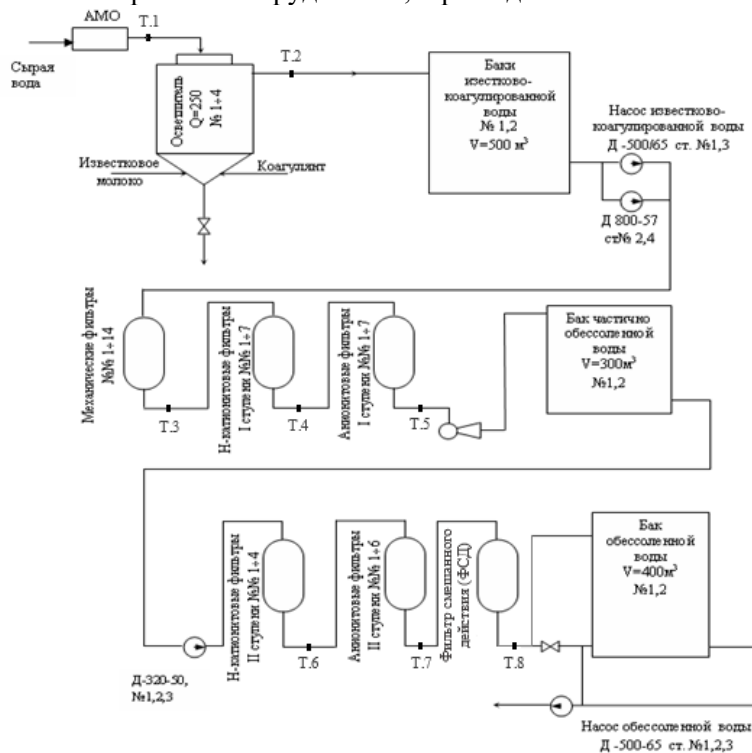 АМО
Т.1
Сырая
вода
Осветлитель
Q=250
№ 1÷4
Т.2
Известковое
молоко
Коагулянт
Баки
изестково-
коагулированной
воды
№ 1,2
V=500 м³
Насос известково-
коагулированной воды
Д -500/65 ст. №1,3
Д 800-57
ст№ 2,4
Механические фильтры
№№ 1÷14
Т.3
Н-катионитовые фильтры
I ступени №№ 1÷7
Т.4
Анионитовые фильтры
I ступени №№ 1÷7
Т.5
Бак частично
обессоленной
воды
V=300м³
№1,2
Д-320-50,
№1,2,3
Н-катионитовые фильтры
II ступени №№ 1÷4
Т.6
Анионитовые фильтры
II ступени №№ 1÷6
Т.7
Фильтр смешанного
действия (ФСД)
Т.8
Бак
обессоленной
воды
V=400м³
№1,2
Насос обессоленной воды
Д -500-65 ст. №1,2,3